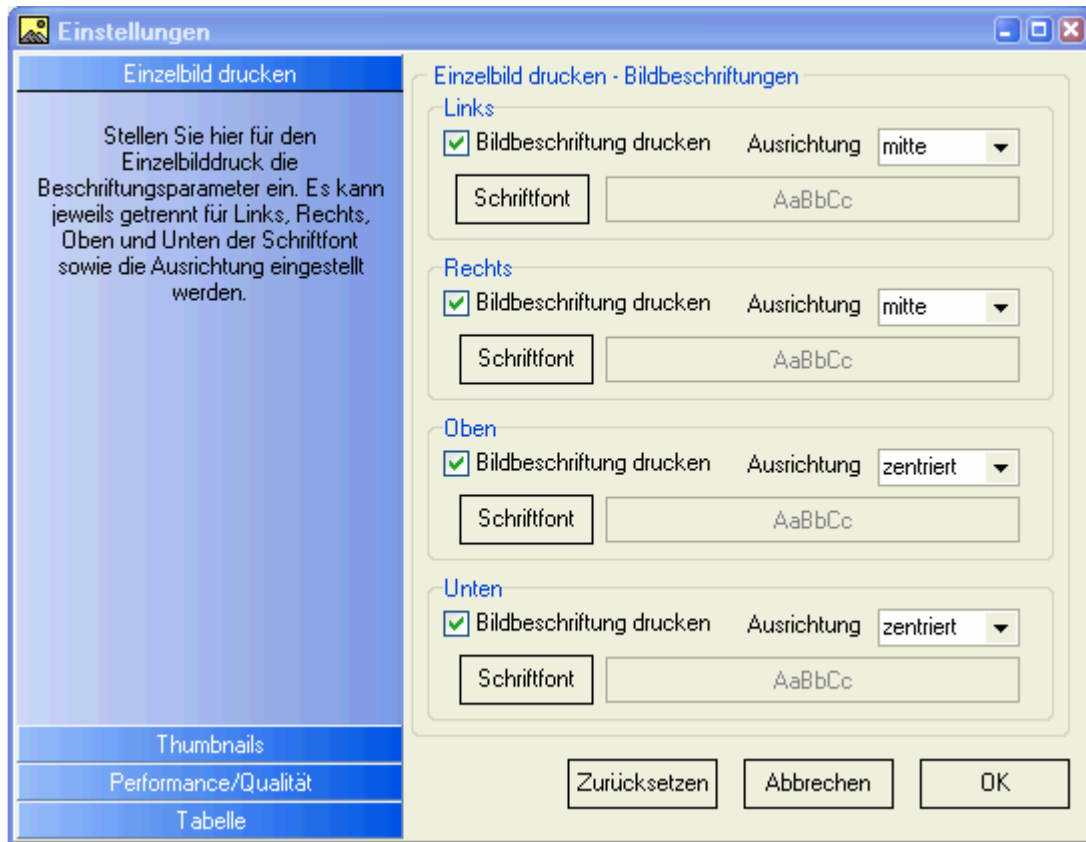 Einstellungen
Einzelbild drucken
Stellen Sie hier für den
Einzelbilddruck die
Beschriftungsparameter ein. Es kann
jeweils getrennt für Links, Rechts,
Oben und Unten der Schriftfont
sowie die Ausrichtung eingestellt
werden.
Thumbnails
Performance/Qualität
Tabelle
Einzelbild drucken - Bildbeschriftungen
Links
Bildbeschriftung drucken Ausrichtung mitte
Schriftfont AaBbCc
Rechts
Bildbeschriftung drucken Ausrichtung mitte
Schriftfont AaBbCc
Oben
Bildbeschriftung drucken Ausrichtung zentriert
Schriftfont AaBbCc
Unten
Bildbeschriftung drucken Ausrichtung zentriert
Schriftfont AaBbCc
Zurücksetzen Abbrechen OK